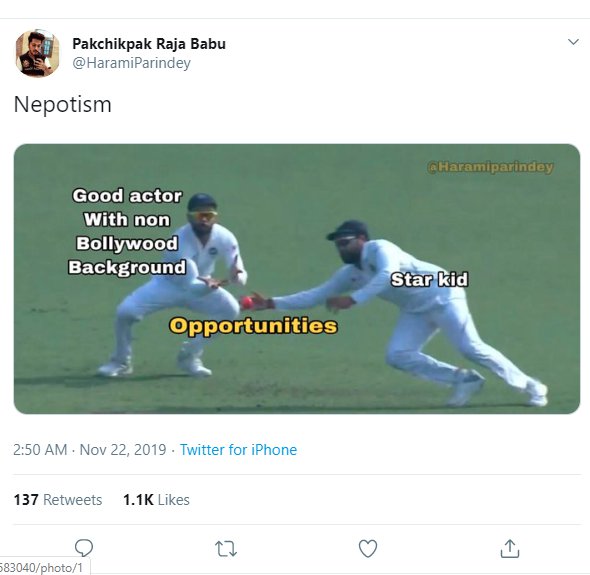 Pakchikpak Raja Babu
@HaramiParindey
Nepotism
@Haramiparindey
Good actor
With non
Bollywood
Background
Star kid
Opportunities
2:50 AM · Nov 22, 2019 · Twitter for iPhone
137 Retweets 1.1K Likes
583040/photo/1